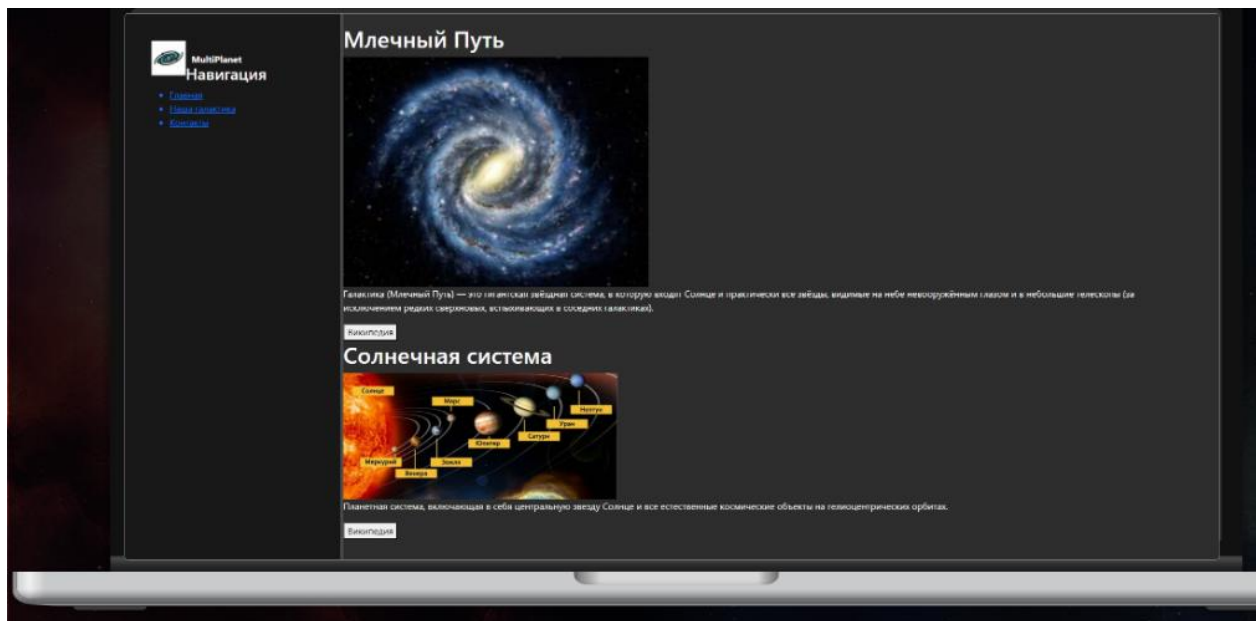 MultiPlanet
Навигация
Главная
Наша галактика
Контакты
Млечный Путь
Галактика (Млечный Путь) — это гигантская звёздная система, в которую входит Солнце и практически все звёзды, видимые на небе невооружённым глазом и в небольшие телескопы (за
исключением редких сверхновых, вспыхивающих в соседних галактиках).
Википедия
Солнечная система
Солнце
Марс
Нептун
Уран
Сатурн
Юпитер
Меркурий
Земля
Венера
Планетная система, включающая в себя центральную звезду Солнце и все естественные космические объекты на гелиоцентрических орбитах.
Википедия